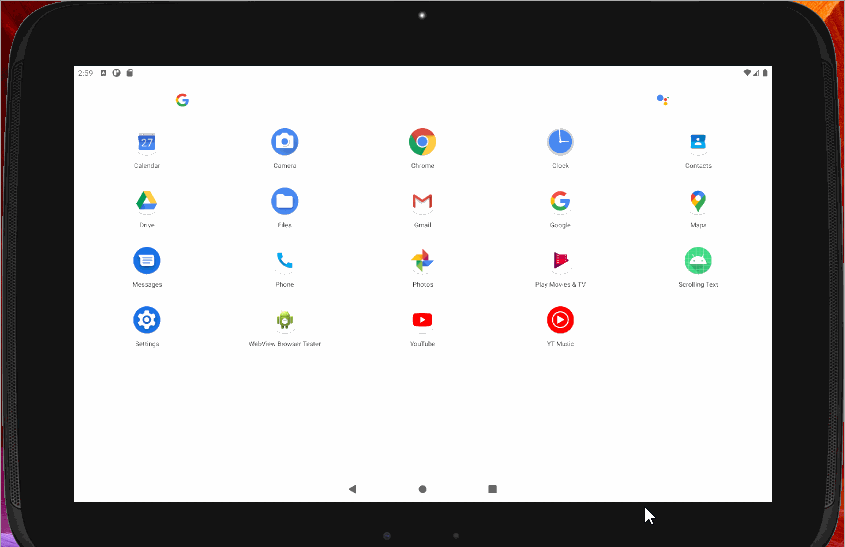 2:59
27
Calendar
Camera
Chrome
Clock
Contacts
Drive
Files
Gmail
Google
Maps
Messages
Phone
Photos
Play Movies & TV
Scrolling Text
Settings
WebView Browser Tester
YouTube
YT Music